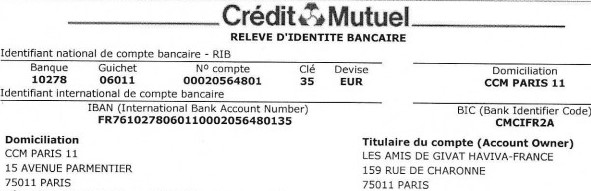 Crédit Mutuel
RELEVE D'IDENTITE BANCAIRE
Identifiant national de compte bancaire - RIB
Banque Guichet Nº compte Clé Devise Domiciliation
10278 06011 00020564801 35 EUR CCM PARIS 11
Identifiant international de compte bancaire
IBAN (International Bank Account Number) BIC (Bank Identifier Code)
FR7610278060110002056480135 CMCIFR2A
Domiciliation
CCM PARIS 11
15 AVENUE PARMENTIER
75011 PARIS
Titulaire du compte (Account Owner)
LES AMIS DE GIVAT HAVIVA-FRANCE
159 RUE DE CHARONNE
75011 PARIS